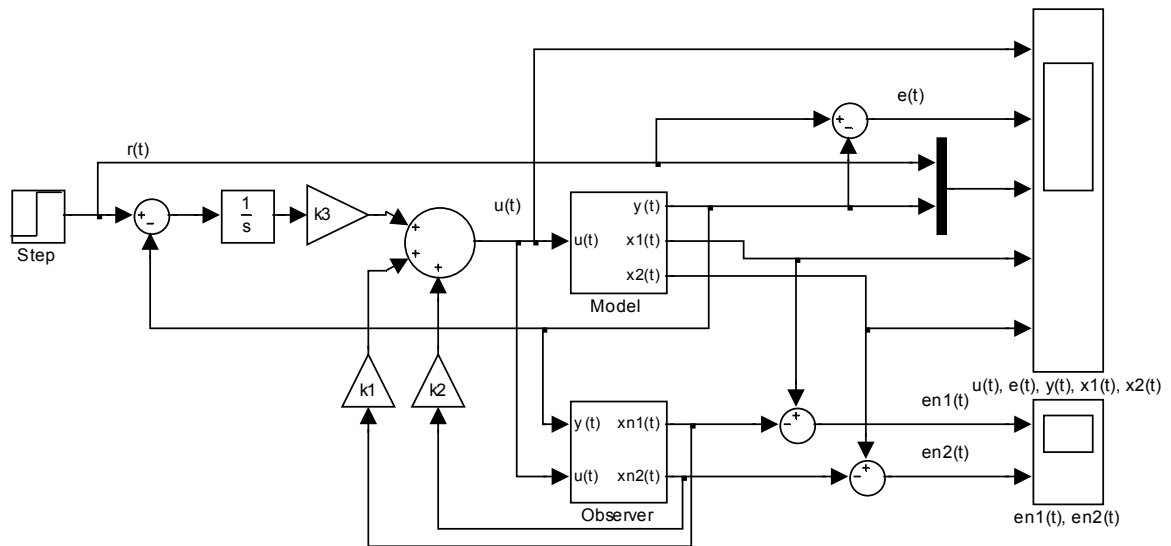 e(t)
+
−
r(t)
u(t)
Step
+
−
1
s
k3
+
+
+
u(t)
y(t)
x1(t)
x2(t)
Model
k1
k2
u(t), e(t), y(t), x1(t), x2(t)
y(t)
u(t)
xn1(t)
xn2(t)
Observer
−
+
en1(t)
−
+
en2(t)
en1(t), en2(t)